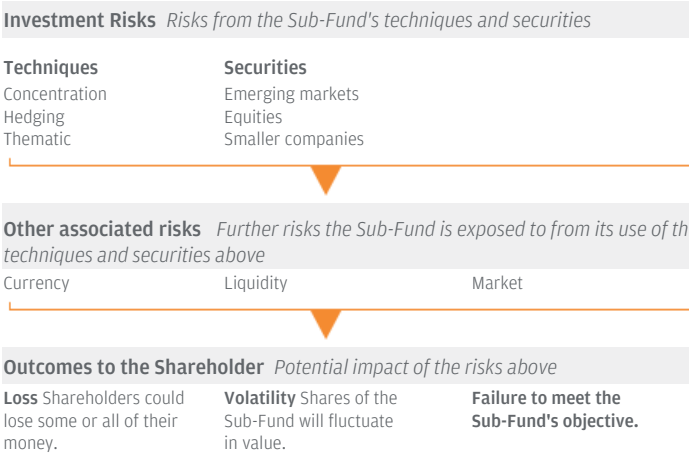 Investment Risks Risks from the Sub-Fund's techniques and securities
Techniques Securities
Concentration Emerging markets
Hedging Equities
Thematic Smaller companies
Other associated risks Further risks the Sub-Fund is exposed to from its use of th
techniques and securities above
Currency Liquidity Market
Outcomes to the Shareholder Potential impact of the risks above
Loss Shareholders could Volatility Shares of the Failure to meet the
lose some or all of their Sub-Fund will fluctuate Sub-Fund's objective.
money. in value.